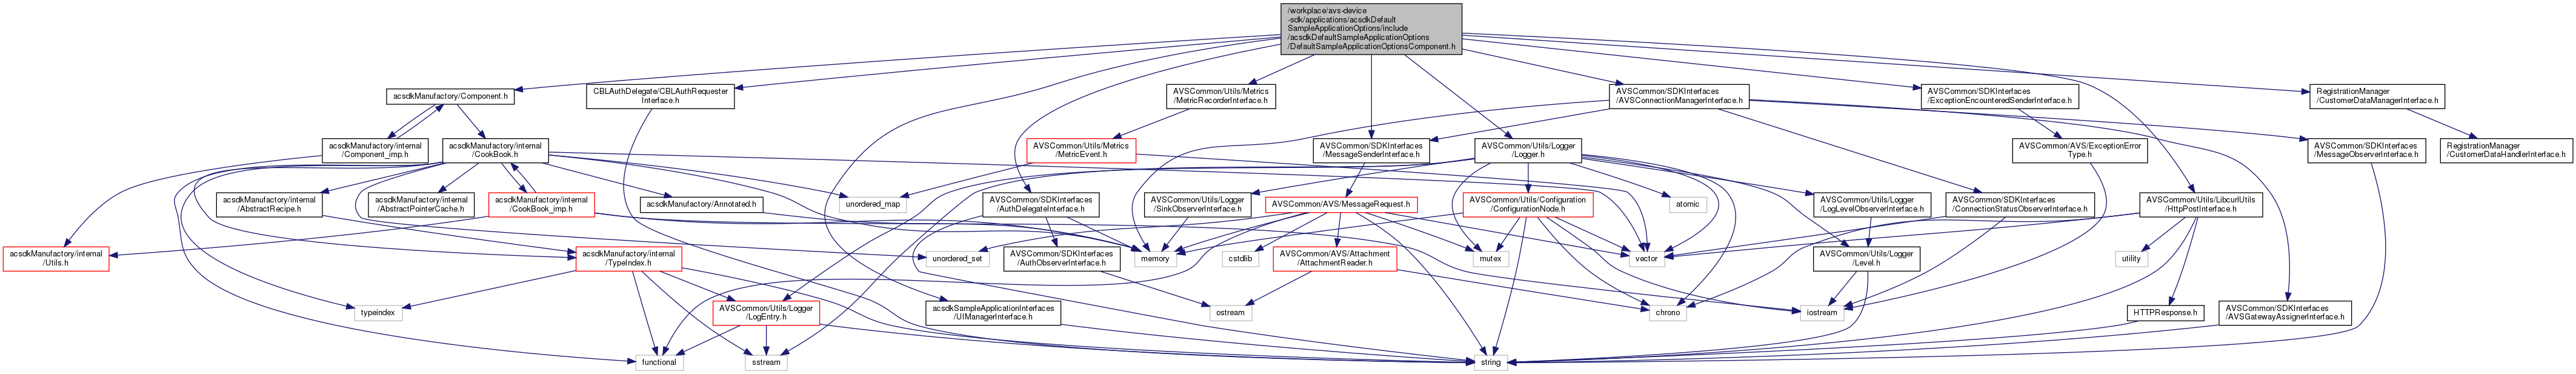 /workplace/avs-device
-sdk/applications/acsdkDefault
SampleApplicationOptions/include
/acsdkDefaultSampleApplicationOptions
/DefaultSampleApplicationOptionsComponent.h
acsdkManufactory/Component.h
CBLAuthDelegate/CBLAuthRequester
Interface.h
AVSCommon/Utils/Metrics
/MetricRecorderInterface.h
AVSCommon/SDKInterfaces
/AVSConnectionManagerInterface.h
AVSCommon/SDKInterfaces
/ExceptionEncounteredSenderInterface.h
RegistrationManager
/CustomerDataManagerInterface.h
acsdkManufactory/internal
/Component_imp.h
acsdkManufactory/internal
/CookBook.h
AVSCommon/Utils/Metrics
/MetricEvent.h
AVSCommon/SDKInterfaces
/MessageSenderInterface.h
AVSCommon/Utils/Logger
/Logger.h
AVSCommon/AVS/ExceptionError
Type.h
AVSCommon/SDKInterfaces
/MessageObserverInterface.h
RegistrationManager
/CustomerDataHandlerInterface.h
acsdkManufactory/internal
/AbstractRecipe.h
acsdkManufactory/internal
/AbstractPointerCache.h
acsdkManufactory/internal
/CookBook_imp.h
acsdkManufactory/Annotated.h
unordered_map
AVSCommon/SDKInterfaces
/AuthDelegateInterface.h
AVSCommon/Utils/Logger
/SinkObserverInterface.h
AVSCommon/AVS/MessageRequest.h
AVSCommon/Utils/Configuration
/ConfigurationNode.h
atomic
AVSCommon/Utils/Logger
/LogLevelObserverInterface.h
AVSCommon/SDKInterfaces
/ConnectionStatusObserverInterface.h
AVSCommon/Utils/LibcurlUtils
/HttpPostInterface.h
acsdkManufactory/internal
/Utils.h
acsdkManufactory/internal
/TypeIndex.h
unordered_set
AVSCommon/SDKInterfaces
/AuthObserverInterface.h
memory
cstdlib
AVSCommon/AVS/Attachment
/AttachmentReader.h
mutex
vector
AVSCommon/Utils/Logger
/Level.h
utility
typeindex
AVSCommon/Utils/Logger
/LogEntry.h
acsdkSampleApplicationInterfaces
/UIManagerInterface.h
ostream
chrono
iostream
HTTPResponse.h
AVSCommon/SDKInterfaces
/AVSGatewayAssignerInterface.h
functional
sstream
string